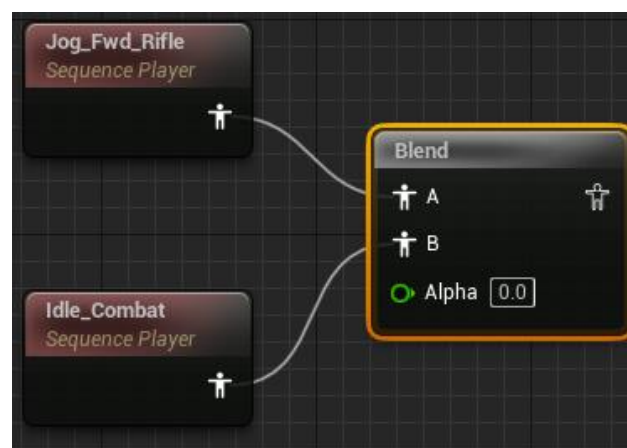 Jog_Fwd_Rifle
Sequence Player
Blend
A
B
Alpha 0.0
Idle_Combat
Sequence Player